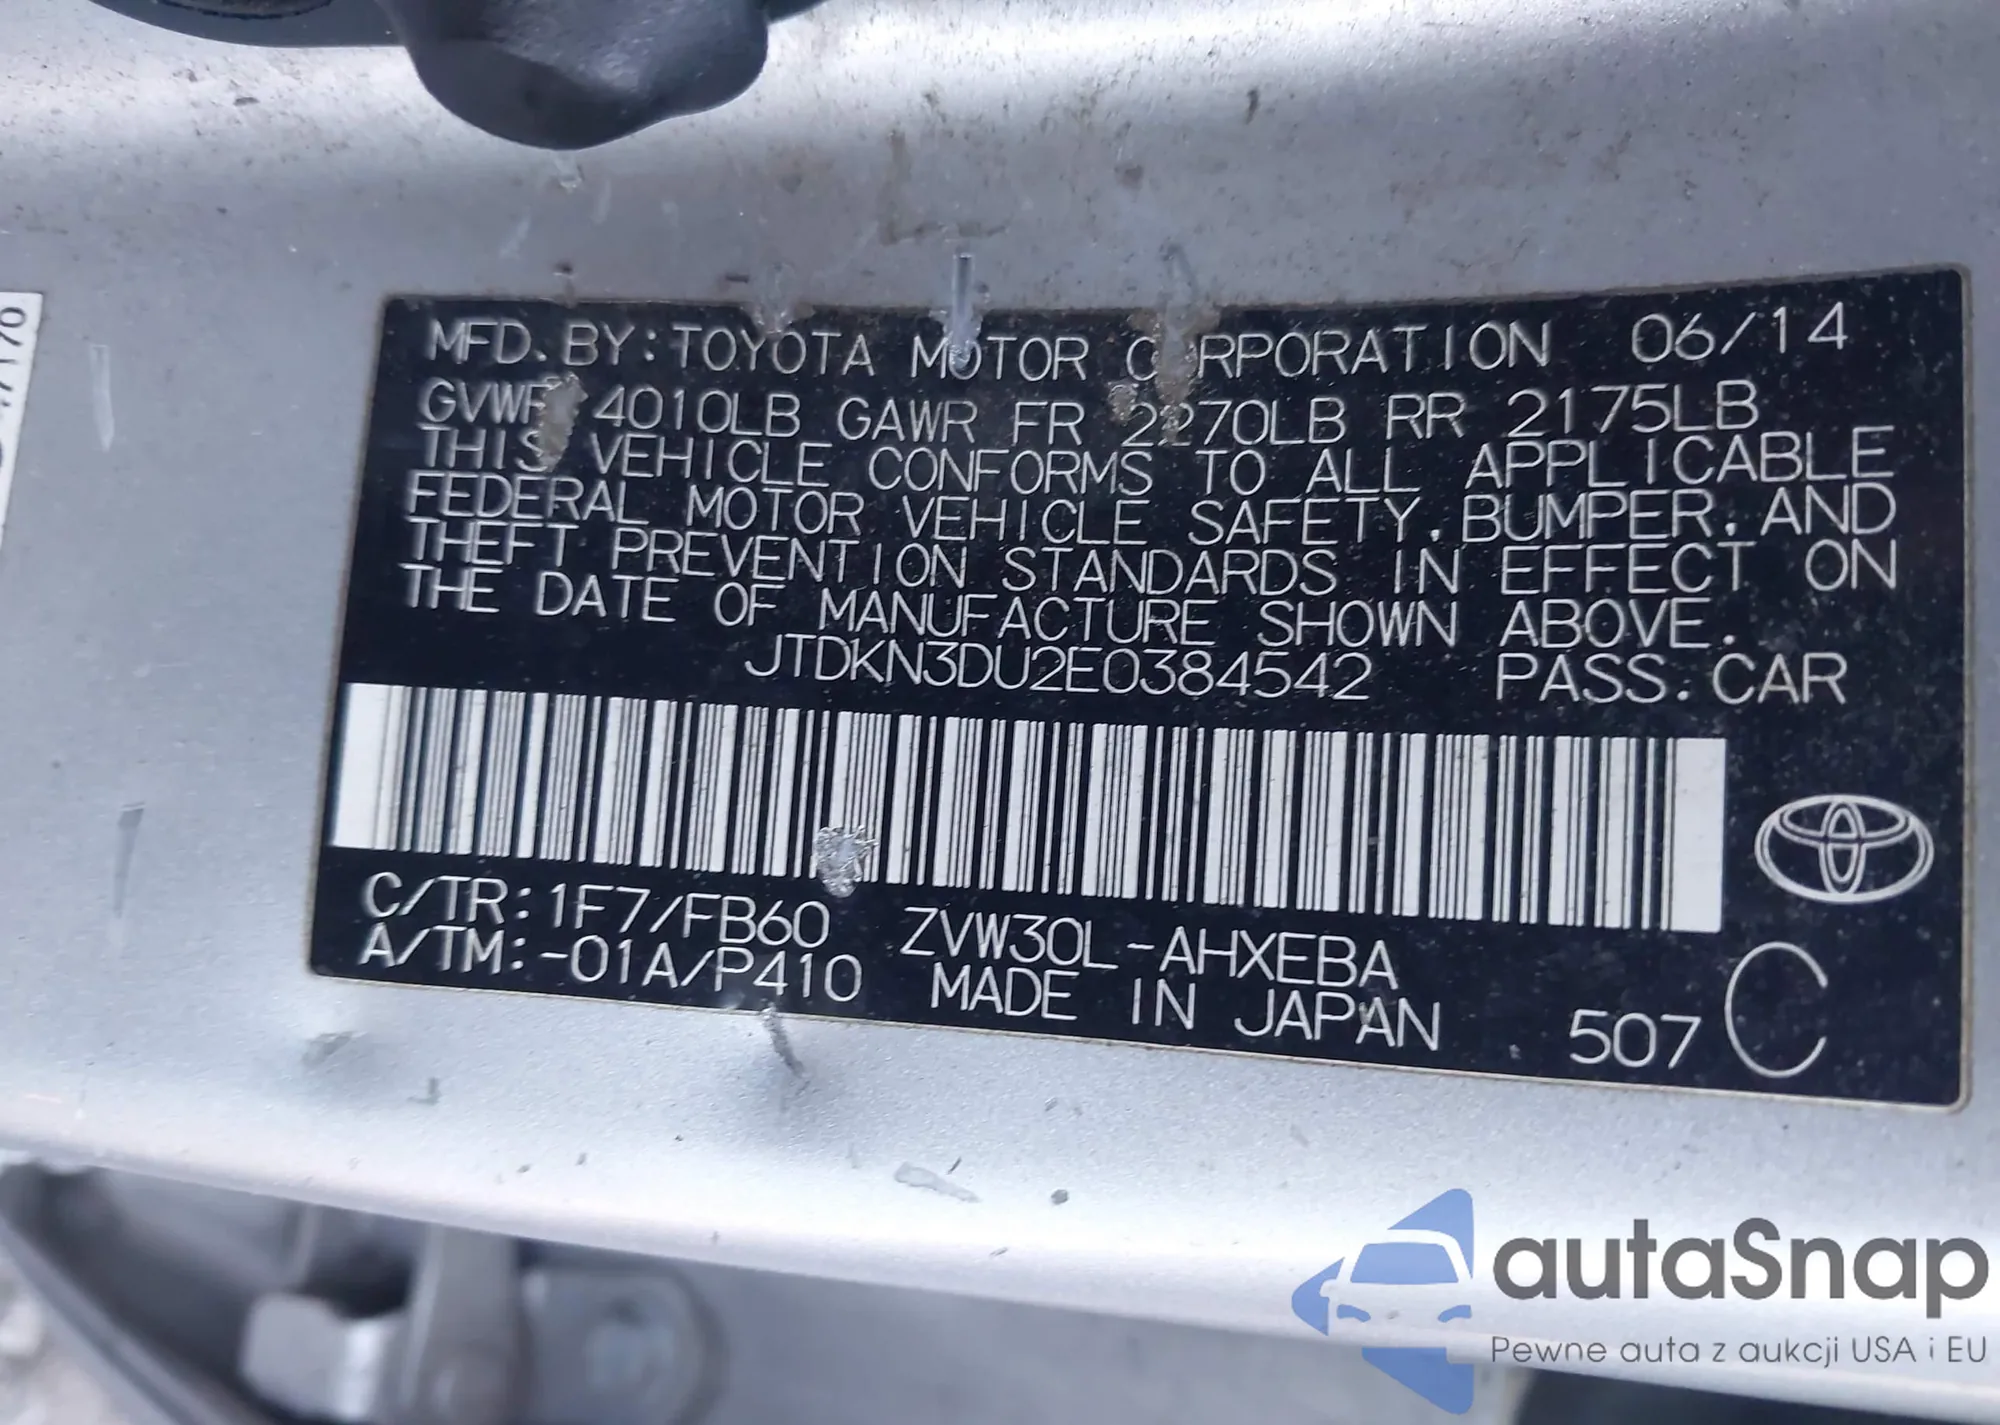 MFD. BY: TOYOTA MOTOR CORPORATION 06/14
GVWR 4010LB GAWR FR 2270LB RR 2175LB
THIS VEHICLE CONFORMS TO ALL APPLICABLE
FEDERAL MOTOR VEHICLE SAFETY, BUMPER, AND
THEFT PREVENTION STANDARDS IN EFFECT ON
THE DATE OF MANUFACTURE SHOWN ABOVE.
JTDKN3DU2E0384542 PASS. CAR
C/TR: 1F7/FB60 ZVW30L-AHXEBA
A/TM: -01A/P410 MADE IN JAPAN 507 C
autaSnap
Pewne auta z aukcji USA i EU